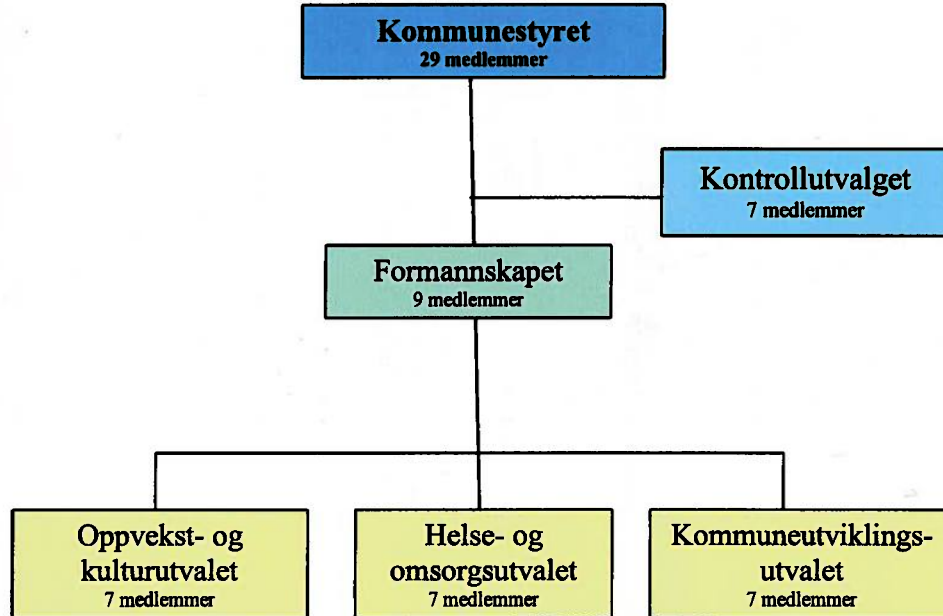 Kommunestyret
29 medlemmer
Kontrollutvalget
7 medlemmer
Formannskapet
9 medlemmer
Oppvekst- og
kulturutvalet
7 medlemmer
Helse- og
omsorgsutvalet
7 medlemmer
Kommuneutviklings-
utvalet
7 medlemmer